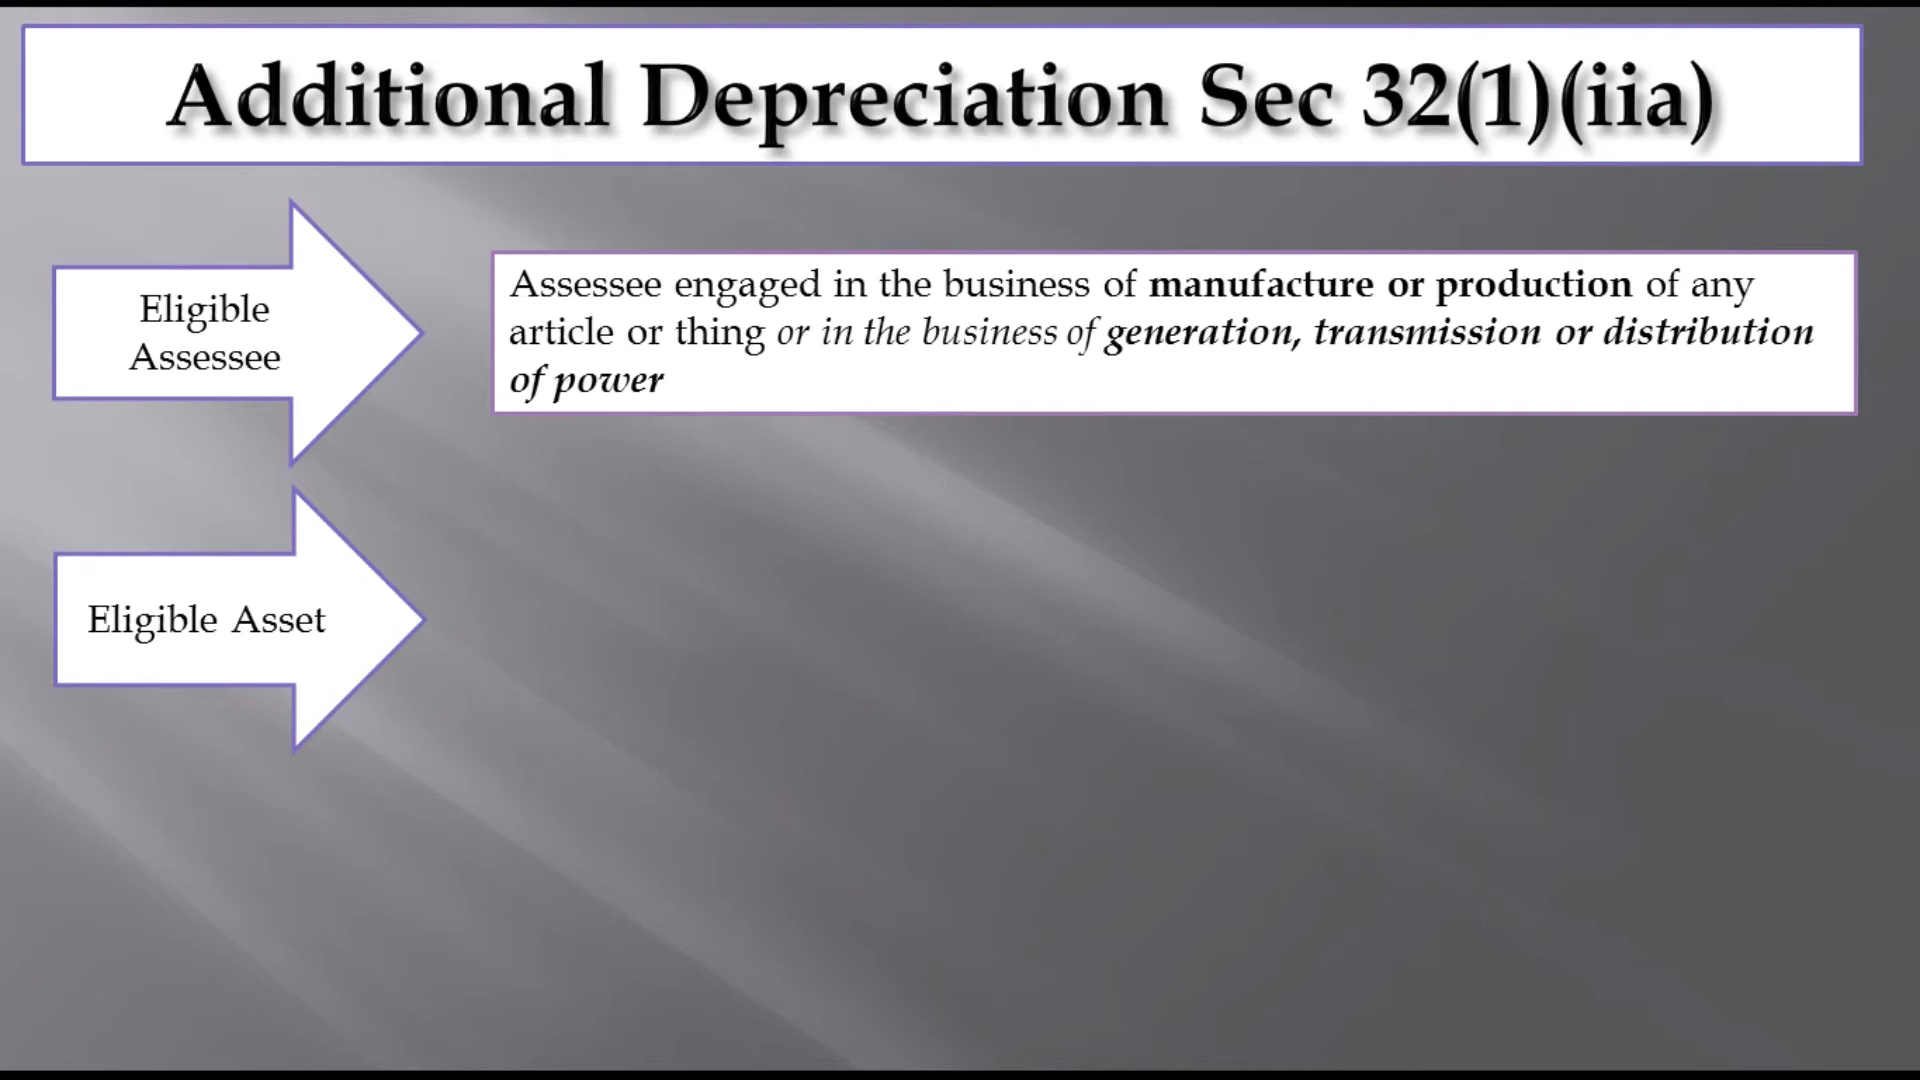 Additional Depreciation Sec 32(1)(iia)
Eligible
Assessee
Assessee engaged in the business of manufacture or production of any
article or thing or in the business of generation, transmission or distribution
of power
Eligible Asset